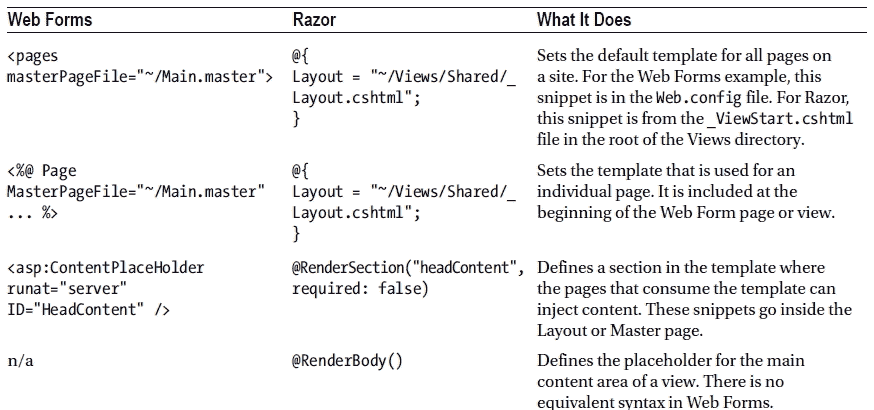 Web Forms Razor What It Does
<pages
masterPageFile="~/Main.master">
@{
Layout = "~/Views/Shared/_
Layout.cshtml";
}
Sets the default template for all pages on
a site. For the Web Forms example, this
snippet is in the Web.config file. For Razor,
this snippet is from the _ViewStart.cshtml
file in the root of the Views directory.
<%@ Page
MasterPageFile="~/Main.master"
... %>
@{
Layout = "~/Views/Shared/_
Layout.cshtml";
}
Sets the template that is used for an
individual page. It is included at the
beginning of the Web Form page or view.
<asp:ContentPlaceHolder
runat="server"
ID="HeadContent" />
@RenderSection("headContent",
required: false)
Defines a section in the template where
the pages that consume the template can
inject content. These snippets go inside the
Layout or Master page.
n/a
@RenderBody()
Defines the placeholder for the main
content area of a view. There is no
equivalent syntax in Web Forms.